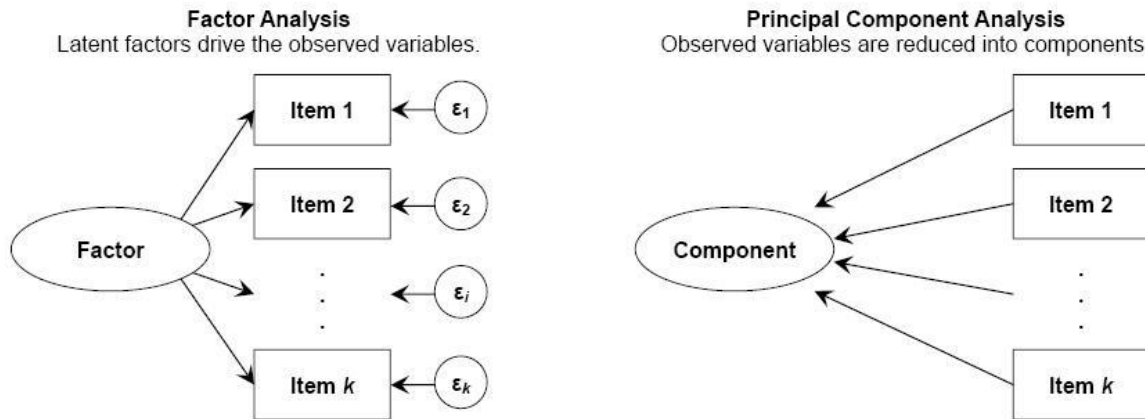 Factor Analysis
Latent factors drive the observed variables.
Factor
Item 1
ε1
Item 2
ε2
.
.
.
εi
Item k
εk
Principal Component Analysis
Observed variables are reduced into components
Component
Item 1
Item 2
.
.
.
Item k